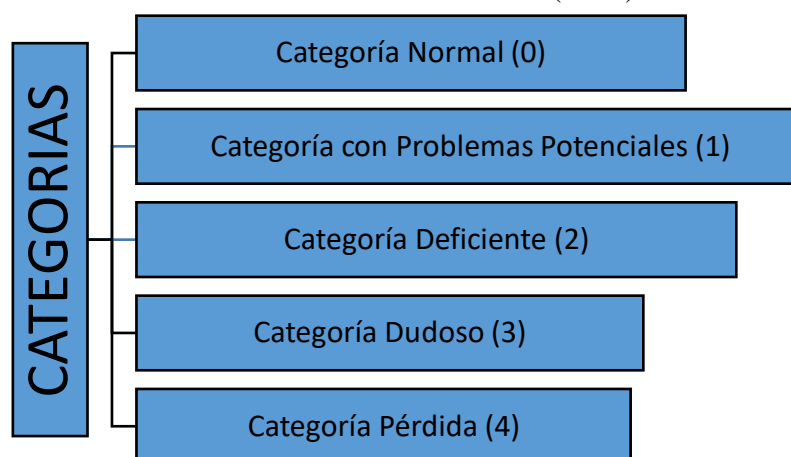 CATEGORIAS
Categoría Normal (0)
Categoría con Problemas Potenciales (1)
Categoría Deficiente (2)
Categoría Dudoso (3)
Categoría Pérdida (4)